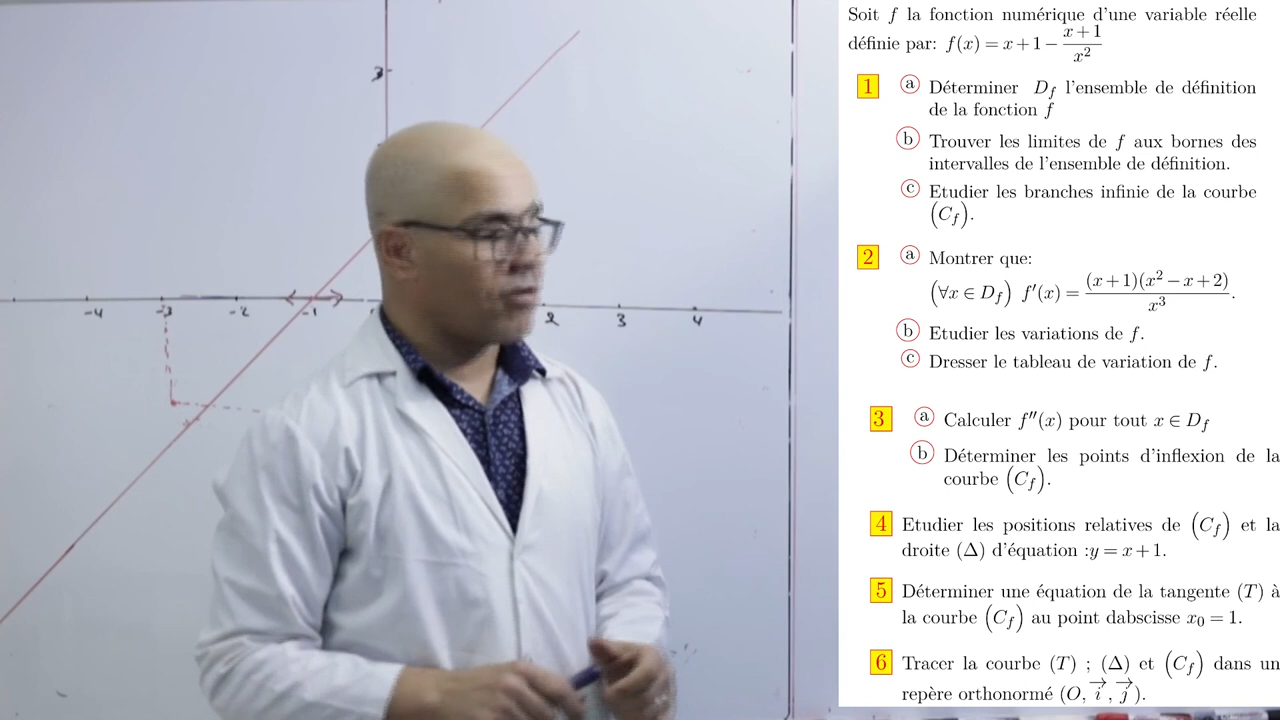 Soit f la fonction numérique d'une variable réelle
définie par: f(x) = x + 1 − (x + 1)/x²
1 ⓐ Déterminer D_f l'ensemble de définition
de la fonction f
ⓑ Trouver les limites de f aux bornes des
intervalles de l'ensemble de définition.
ⓒ Etudier les branches infinie de la courbe
(C_f).
2 ⓐ Montrer que:
(∀x ∈ D_f) f'(x) = (x + 1)(x² − x + 2)/x³.
ⓑ Etudier les variations de f.
ⓒ Dresser le tableau de variation de f.
3 ⓐ Calculer f''(x) pour tout x ∈ D_f
ⓑ Déterminer les points d'inflexion de la
courbe (C_f).
4 Etudier les positions relatives de (C_f) et la
droite (Δ) d'équation :y = x + 1.
5 Déterminer une équation de la tangente (T) à
la courbe (C_f) au point dabscisse x₀ = 1.
6 Tracer la courbe (T) ; (Δ) et (C_f) dans un
repère orthonormé (O, i⃗, j⃗).
3
-4 -3 -2 -1 2 3 4